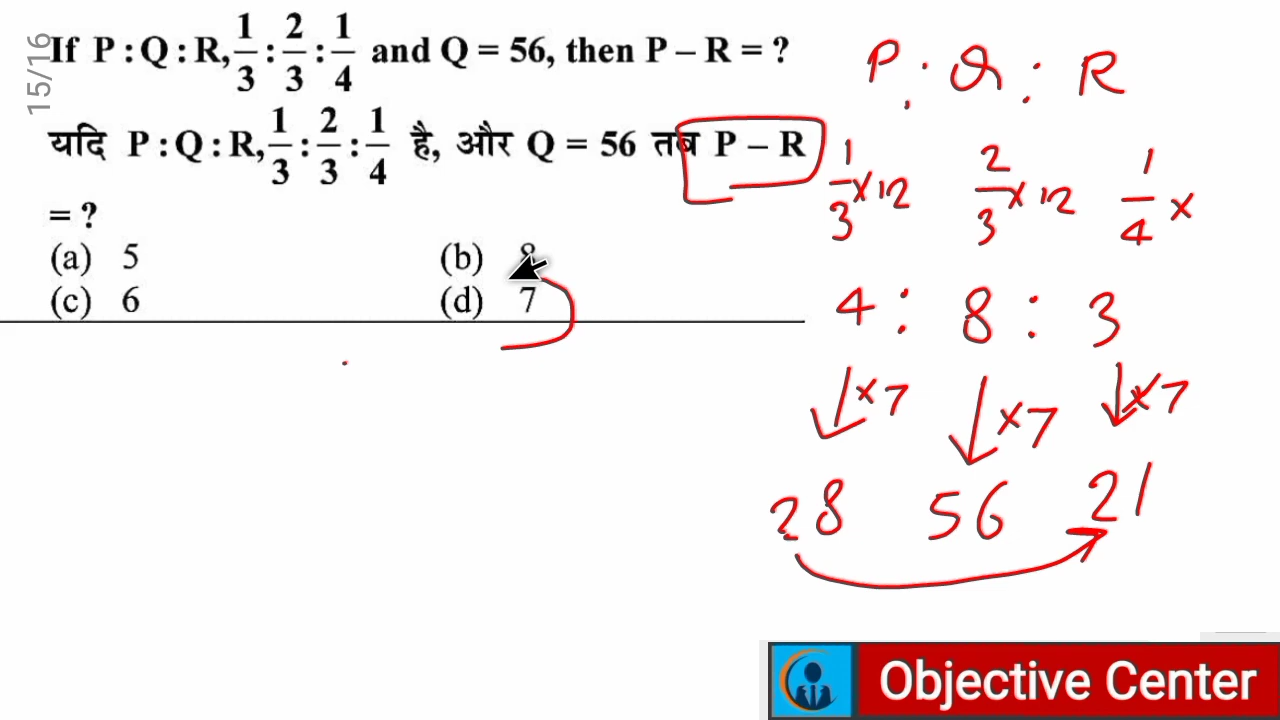 15/16
If P : Q : R, 1/3 : 2/3 : 1/4 and Q = 56, then P – R = ?
यदि P : Q : R, 1/3 : 2/3 : 1/4 है, और Q = 56 तब P – R
= ?
(a) 5 (b) 8
(c) 6 (d) 7
P : Q : R
1/3 × 12 2/3 × 12 1/4 ×
4 : 8 : 3
×7 ×7 ×7
28 56 21
Objective Center